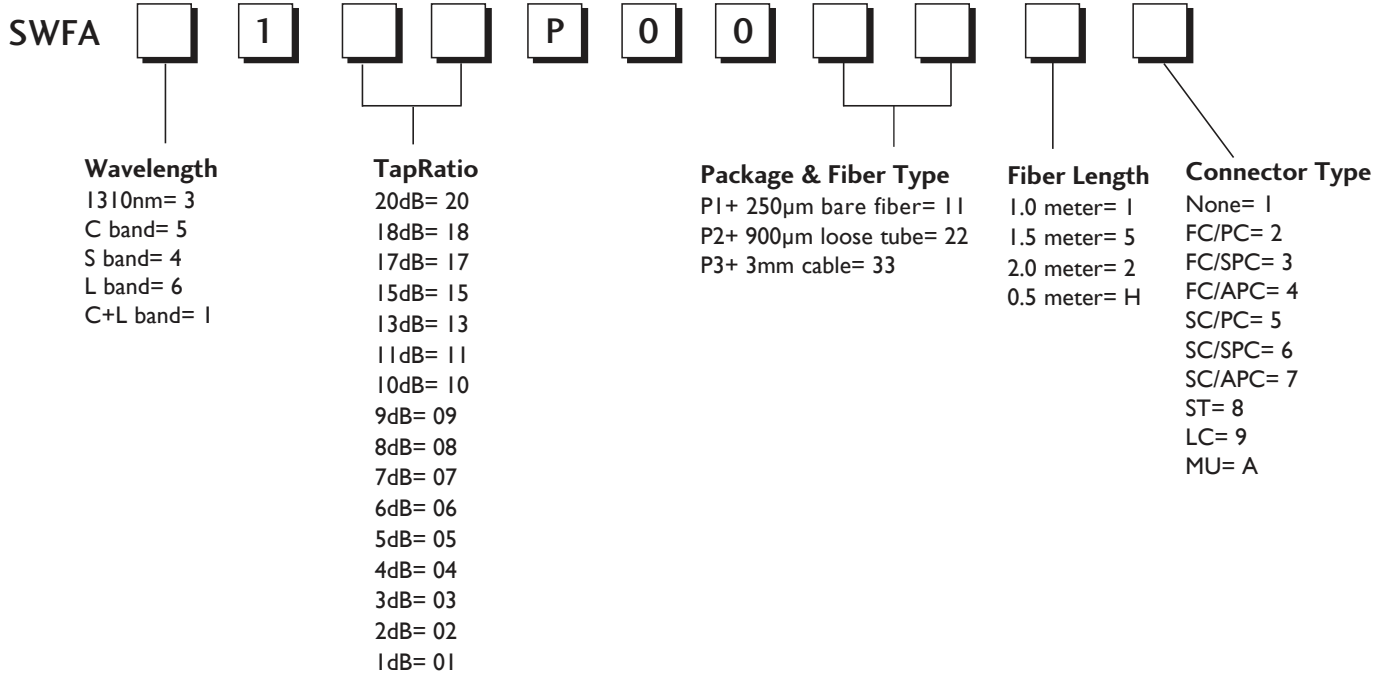 SWFA 1 P 0 0
Wavelength
1310nm= 3
C band= 5
S band= 4
L band= 6
C+L band= 1
TapRatio
20dB= 20
18dB= 18
17dB= 17
15dB= 15
13dB= 13
11dB= 11
10dB= 10
9dB= 09
8dB= 08
7dB= 07
6dB= 06
5dB= 05
4dB= 04
3dB= 03
2dB= 02
1dB= 01
Package & Fiber Type
P1+ 250μm bare fiber= 11
P2+ 900μm loose tube= 22
P3+ 3mm cable= 33
Fiber Length
1.0 meter= 1
1.5 meter= 5
2.0 meter= 2
0.5 meter= H
Connector Type
None= 1
FC/PC= 2
FC/SPC= 3
FC/APC= 4
SC/PC= 5
SC/SPC= 6
SC/APC= 7
ST= 8
LC= 9
MU= A